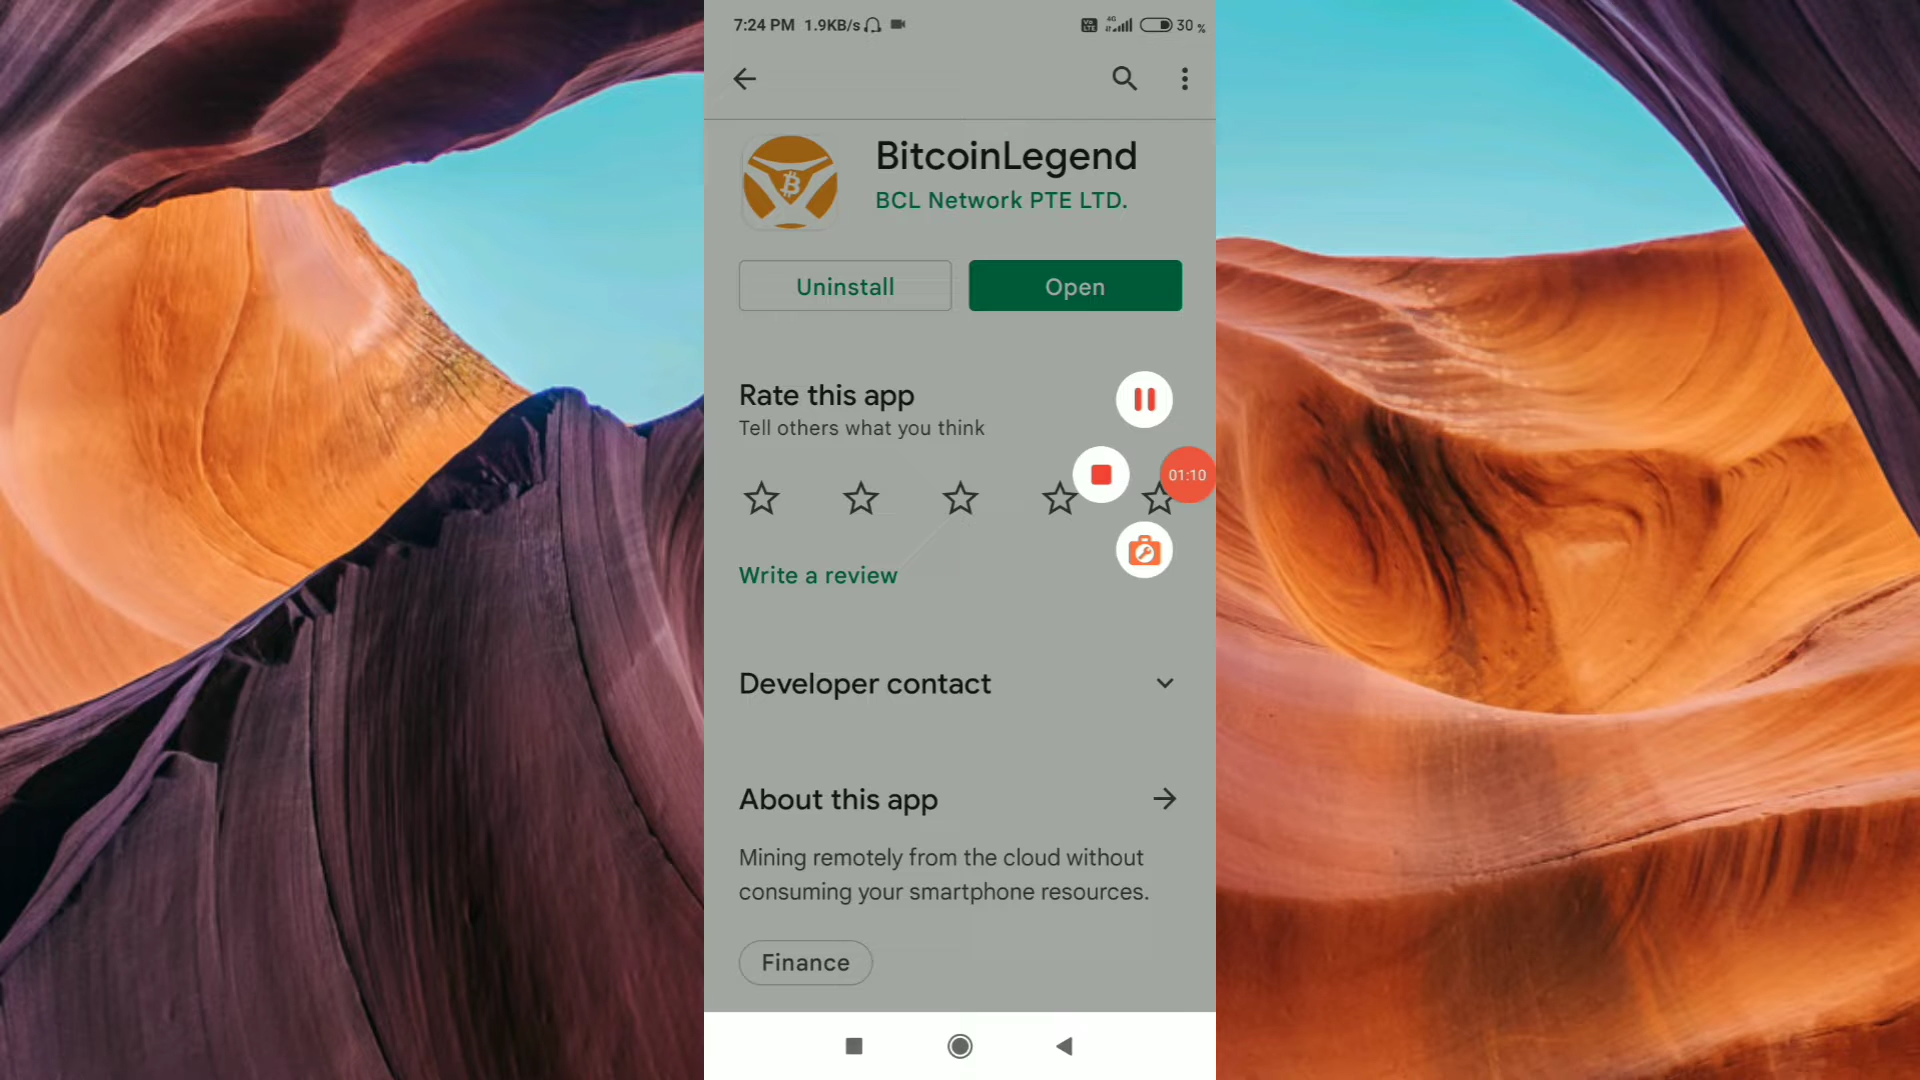 7:24 PM 1.9KB/s 4G 30 %
BitcoinLegend
BCL Network PTE LTD.
Uninstall
Open
Rate this app
Tell others what you think
01:10
Write a review
Developer contact
About this app
Mining remotely from the cloud without
consuming your smartphone resources.
Finance